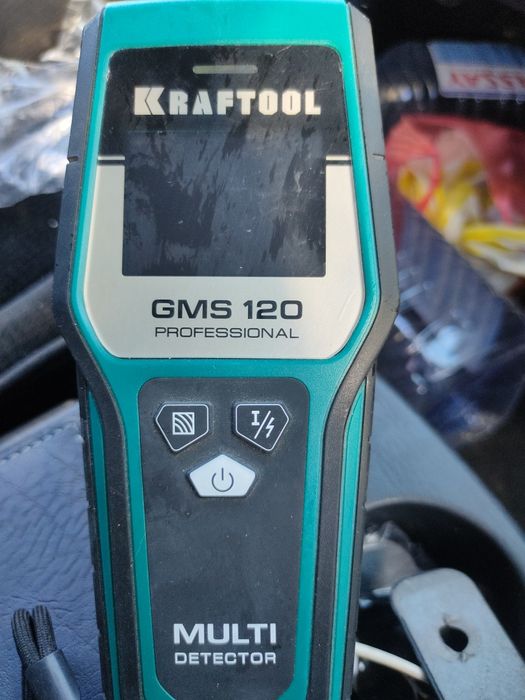 KRAFTOOL
GMS 120
PROFESSIONAL
MULTI
DETECTOR